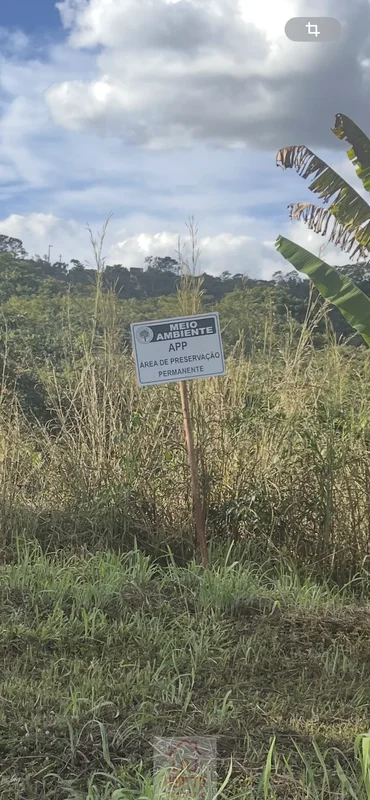 MEIO
AMBIENTE
APP
ÁREA DE PRESERVAÇÃO
PERMANENTE